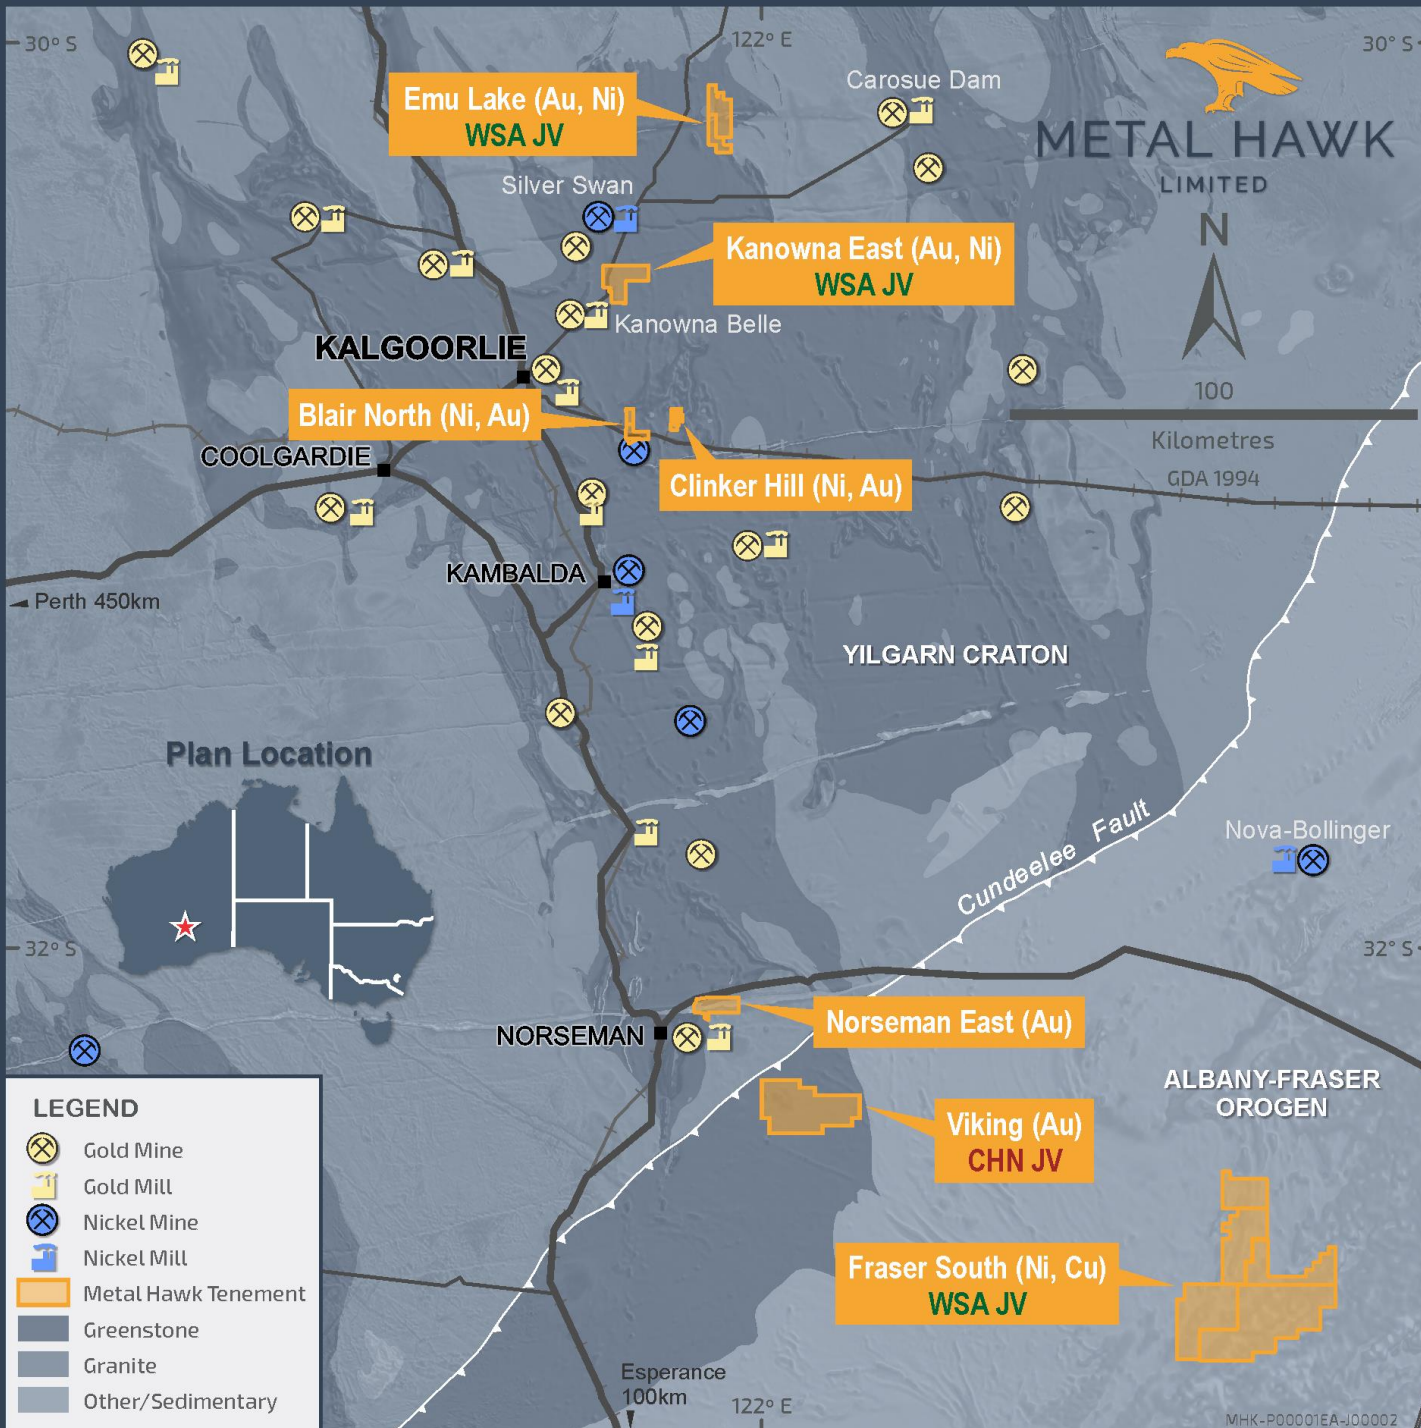 30° S
122° E
30° S
METAL HAWK
LIMITED
Emu Lake (Au, Ni)
WSA JV
Carosue Dam
Silver Swan
N
Kanowna East (Au, Ni)
WSA JV
Kanowna Belle
KALGOORLIE
100
Kilometres
GDA 1994
Blair North (Ni, Au)
COOLGARDIE
Clinker Hill (Ni, Au)
KAMBALDA
Perth 450km
YILGARN CRATON
Plan Location
Cundeelee Fault
Nova-Bollinger
32° S
32° S
NORSEMAN
Norseman East (Au)
ALBANY-FRASER
OROGEN
Viking (Au)
CHN JV
Fraser South (Ni, Cu)
WSA JV
LEGEND
Gold Mine
Gold Mill
Nickel Mine
Nickel Mill
Metal Hawk Tenement
Greenstone
Granite
Other/Sedimentary
Esperance
100km
122° E
MHK-P00001EA-J00002